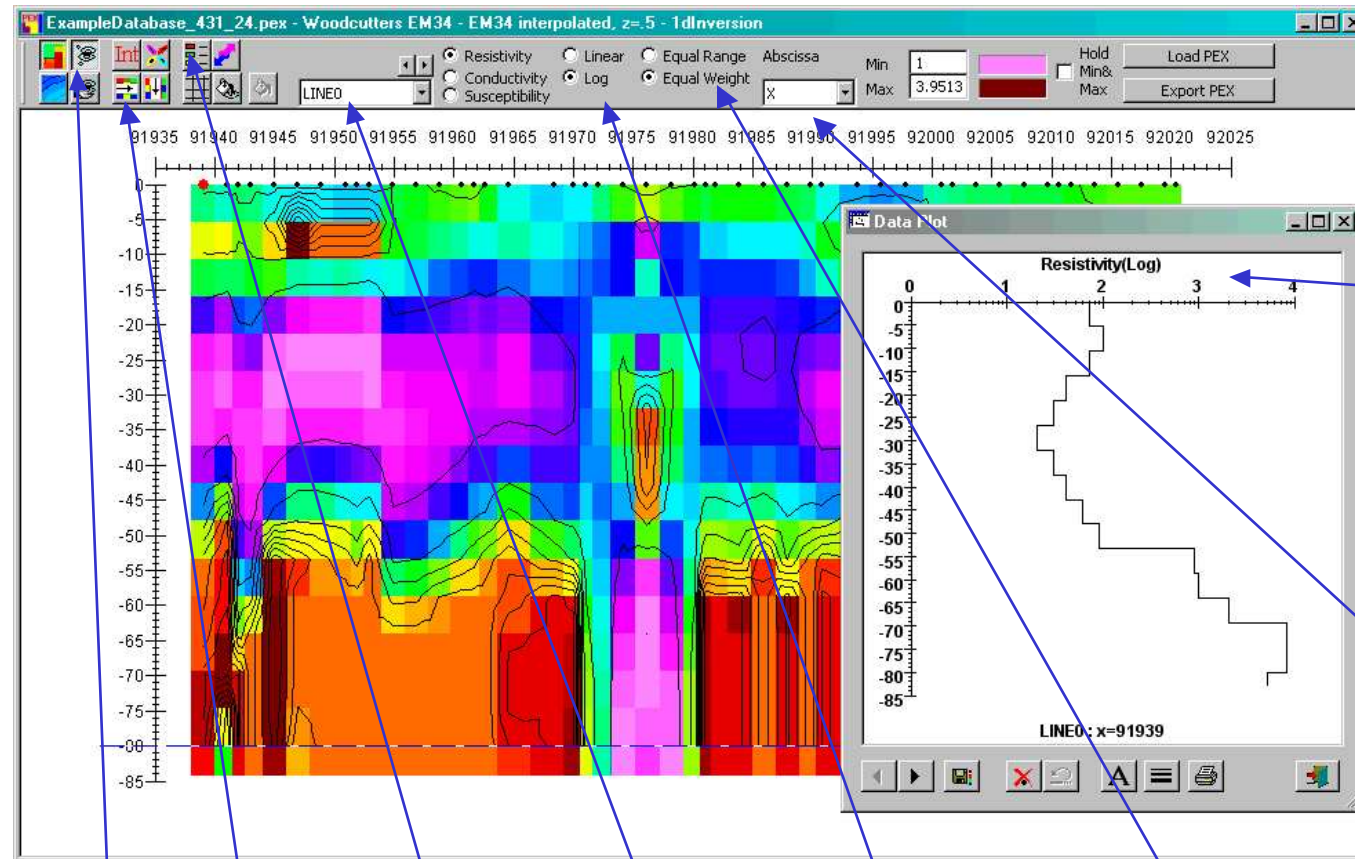 ExampleDatabase_431_24.pex - Woodcutters EM34 - EM34 interpolated, z=.5 - 1dInversion
Int
LINE0
Resistivity
Conductivity
Susceptibility
Linear
Log
Equal Range
Equal Weight
Abscissa
X
Min 1
Max 3.9513
Hold
Min&
Max
Load PEX
Export PEX
91935 91940 91947 91950 91955 91960 91965 91970 91975 91980 91985 91990 91995 92000 92005 92010 92015 92020 92025
0
-5
-10
-15
-20
-25
-30
-35
-40
-45
-50
-55
-60
-65
-70
-75
-80
-85
Data Plot
Resistivity(Log)
0 1 2 3 4
0
-5
-10
-15
-20
-25
-30
-35
-40
-45
-50
-55
-60
-65
-70
-75
-80
-85
LINE0 : x=91939
A